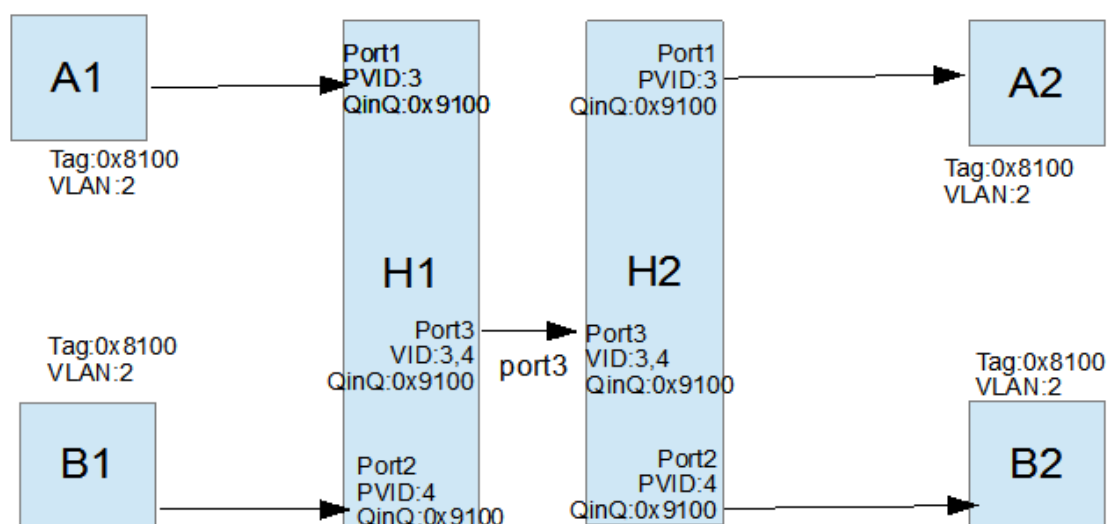 A1
Tag:0x8100
VLAN:2
Port1
PVID:3
QinQ:0x9100
Port1
PVID:3
QinQ:0x9100
A2
Tag:0x8100
VLAN:2
H1
H2
Port3
VID:3,4
QinQ:0x9100
port3
Port3
VID:3,4
QinQ:0x9100
Tag:0x8100
VLAN:2
B1
Port2
PVID:4
QinQ:0x9100
Port2
PVID:4
QinQ:0x9100
Tag:0x8100
VLAN:2
B2